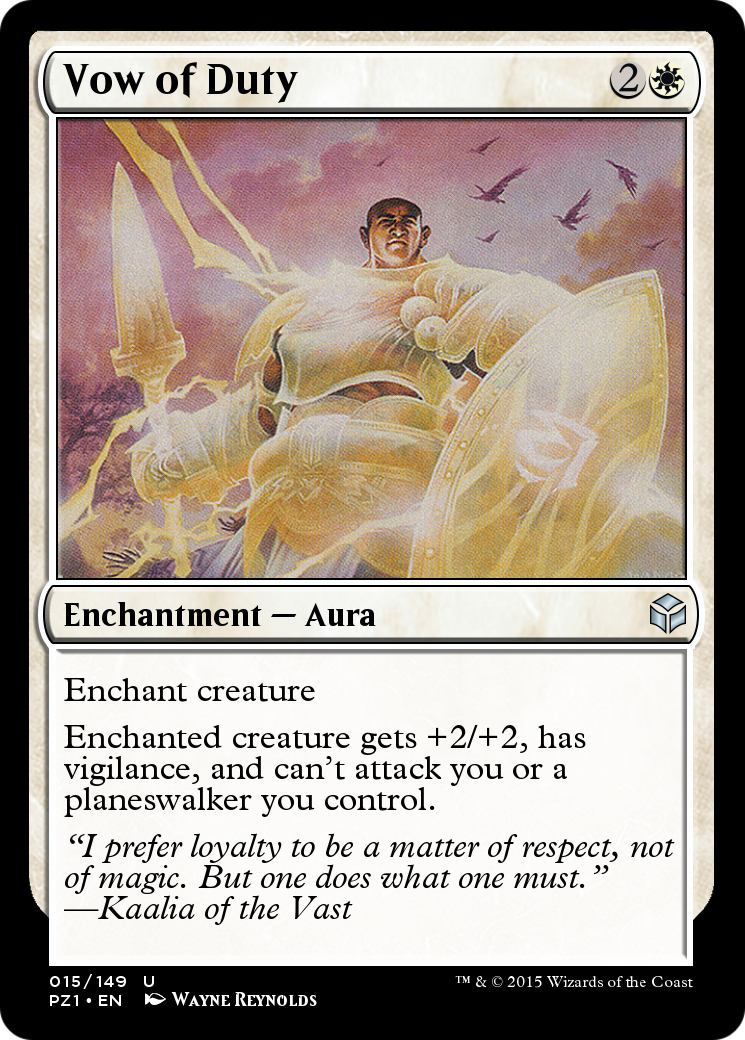 Vow of Duty 2
Enchantment — Aura
Enchant creature
Enchanted creature gets +2/+2, has
vigilance, and can't attack you or a
planeswalker you control.
“I prefer loyalty to be a matter of respect, not
of magic. But one does what one must.”
—Kaalia of the Vast
015/149 U
PZ1 • EN Wayne Reynolds
™ & © 2015 Wizards of the Coast